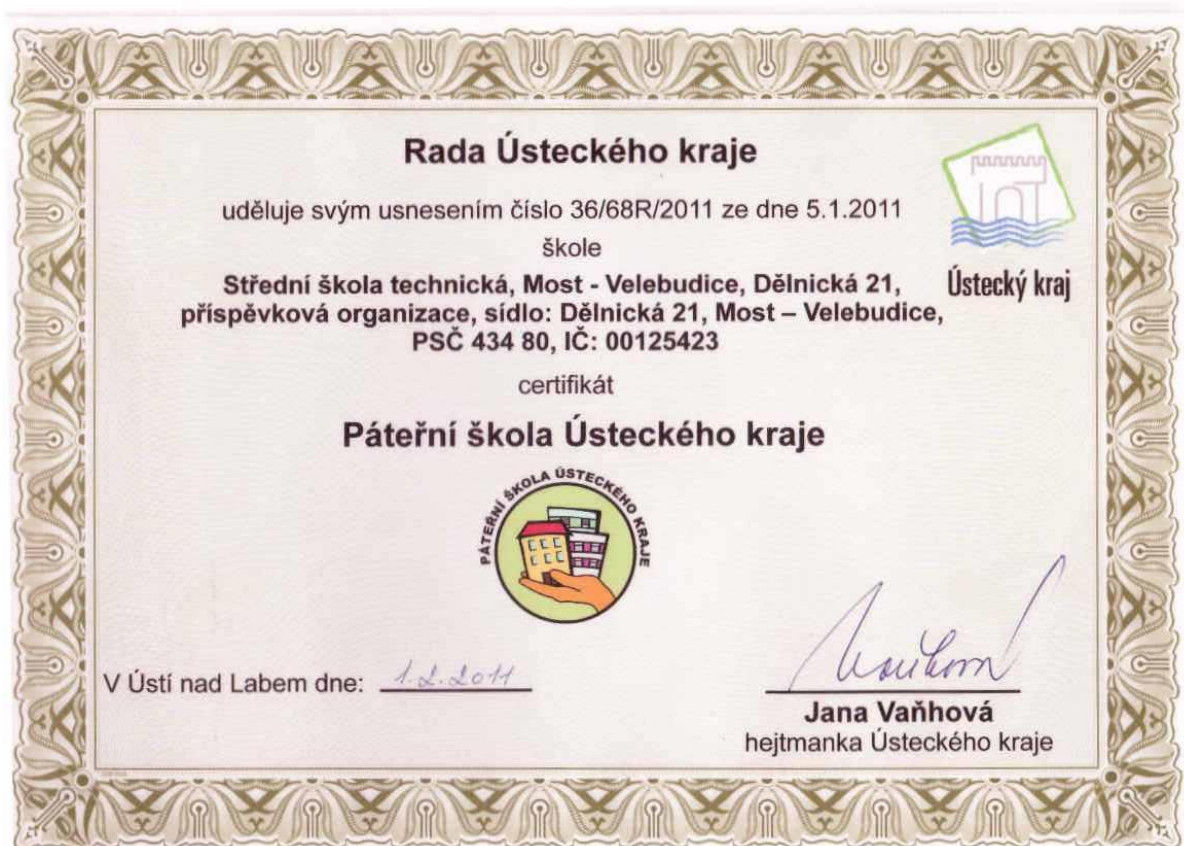 Rada Ústeckého kraje
uděluje svým usnesením číslo 36/68R/2011 ze dne 5.1.2011
škole
Střední škola technická, Most - Velebudice, Dělnická 21,
příspěvková organizace, sídlo: Dělnická 21, Most – Velebudice,
PSČ 434 80, IČ: 00125423
Ústecký kraj
certifikát
Páteřní škola Ústeckého kraje
PÁTEŘNÍ ŠKOLA ÚSTECKÉHO KRAJE
V Ústí nad Labem dne: 1.2.2011
Jana Vaňhová
hejtmanka Ústeckého kraje